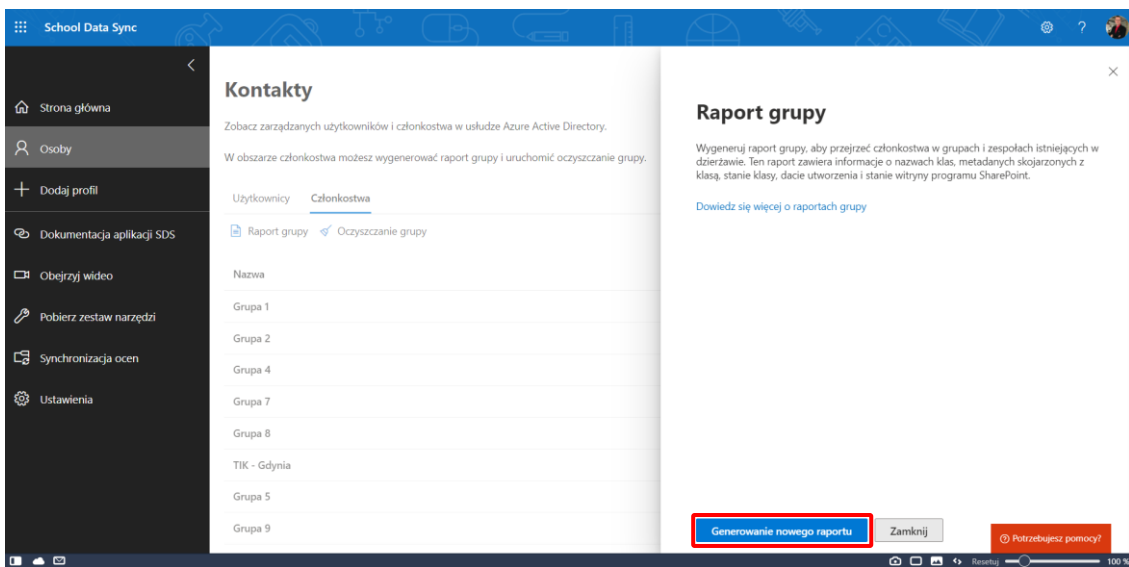 School Data Sync
?
Strona główna
Osoby
Dodaj profil
Dokumentacja aplikacji SDS
Obejrzyj wideo
Pobierz zestaw narzędzi
Synchronizacja ocen
Ustawienia
Kontakty
Zobacz zarządzanych użytkowników i członkostwa w usłudze Azure Active Directory.
W obszarze członkostwa możesz wygenerować raport grupy i uruchomić oczyszczanie grupy.
Użytkownicy Członkostwa
Raport grupy Oczyszczanie grupy
Nazwa
Grupa 1
Grupa 2
Grupa 4
Grupa 7
Grupa 8
TIK - Gdynia
Grupa 5
Grupa 9
Raport grupy
Wygeneruj raport grupy, aby przejrzeć członkostwa w grupach i zespołach istniejących w
dzierżawie. Ten raport zawiera informacje o nazwach klas, metadanych skojarzonych z
klasą, stanie klasy, dacie utworzenia i stanie witryny programu SharePoint.
Dowiedz się więcej o raportach grupy
Generowanie nowego raportu Zamknij
Potrzebujesz pomocy?
Resetuj 100 %